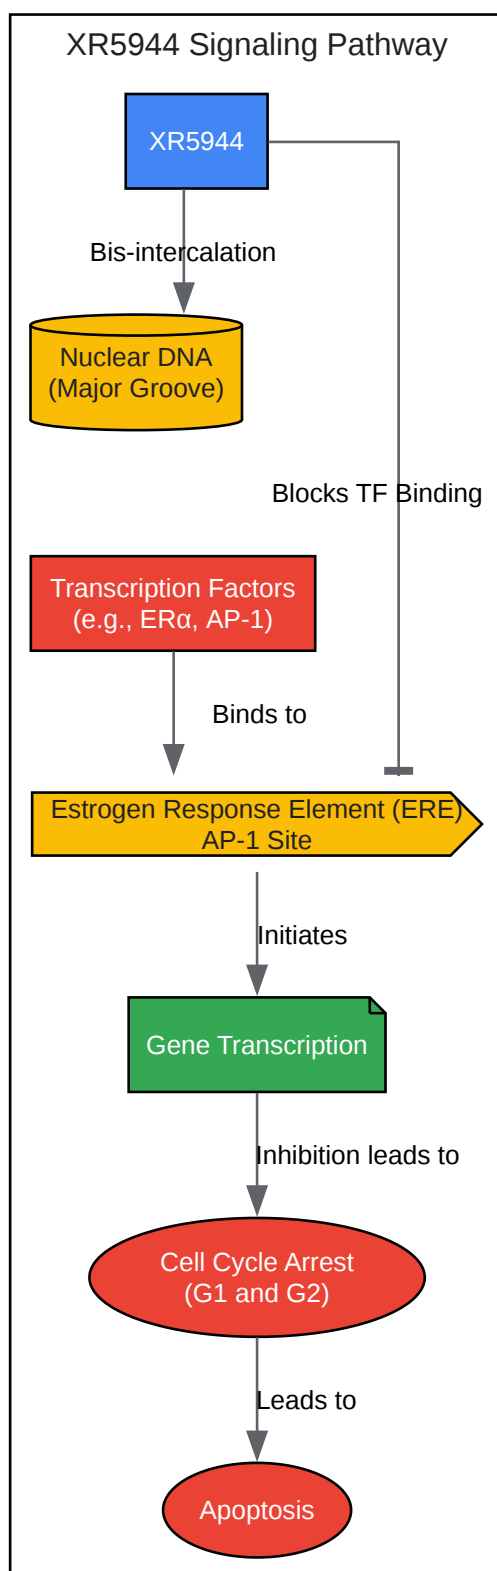 XR5944 Signaling Pathway
XR5944
Bis-intercalation
Nuclear DNA
(Major Groove)
Blocks TF Binding
Transcription Factors
(e.g., ERα, AP-1)
Binds to
Estrogen Response Element (ERE)
AP-1 Site
Initiates
Gene Transcription
Inhibition leads to
Cell Cycle Arrest
(G1 and G2)
Leads to
Apoptosis